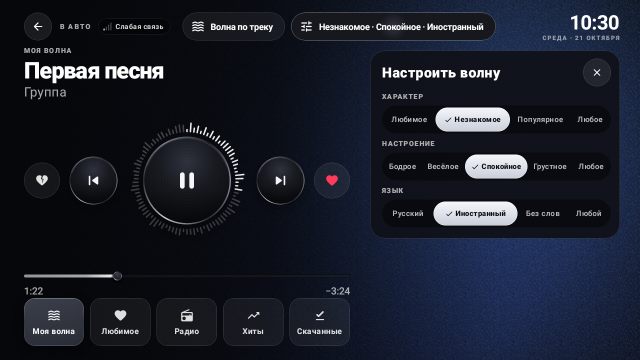 В АВТО
Слабая связь
Волна по треку
Незнакомое · Спокойное · Иностранный
10:30
СРЕДА · 21 ОКТЯБРЯ
МОЯ ВОЛНА
Первая песня
Группа
1:22
−3:24
Моя волна
Любимое
Радио
Хиты
Скачанные
Настроить волну
ХАРАКТЕР
Любимое Незнакомое Популярное Любое
НАСТРОЕНИЕ
Бодрое Весёлое Спокойное Грустное Любое
ЯЗЫК
Русский Иностранный Без слов Любой